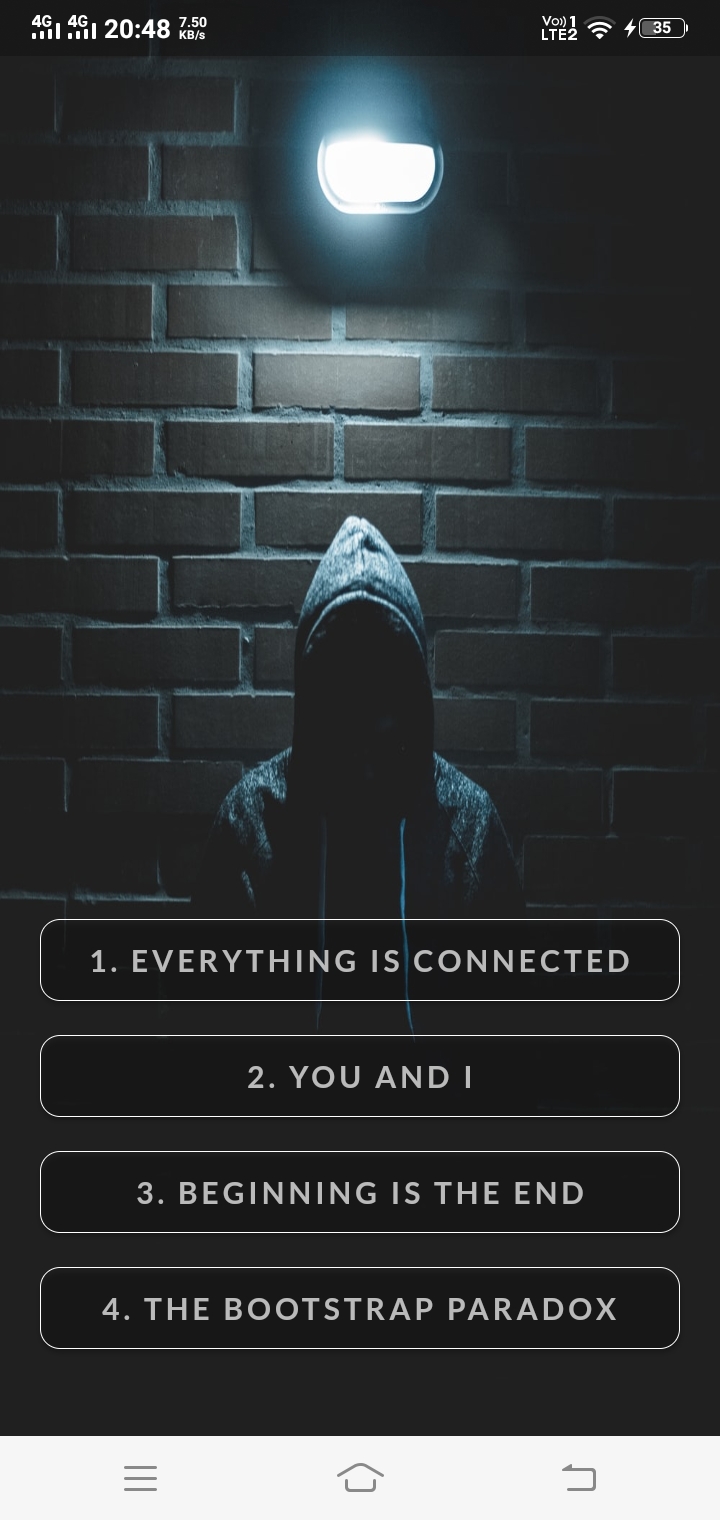 4G 4G 20:48 7.50 KB/s Vo)) 1 LTE2 35
1. EVERYTHING IS CONNECTED
2. YOU AND I
3. BEGINNING IS THE END
4. THE BOOTSTRAP PARADOX